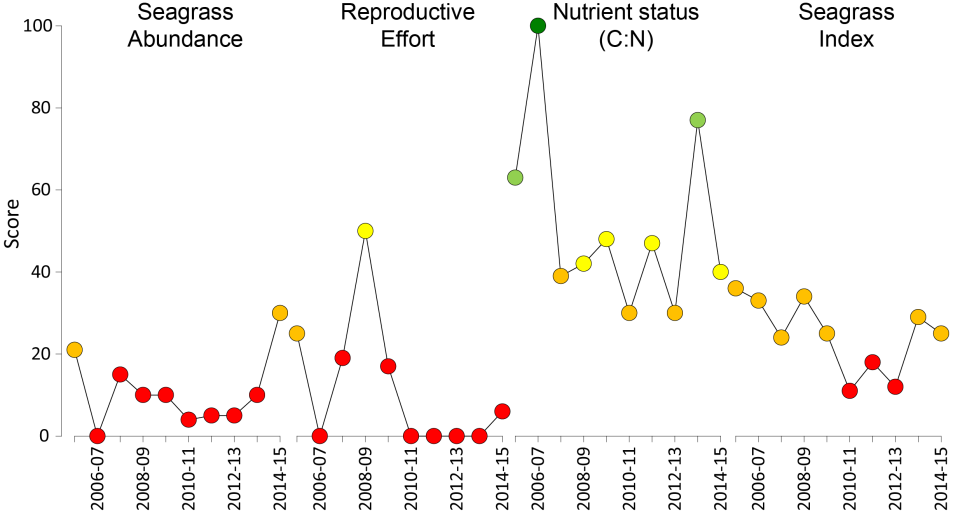 Seagrass
Abundance
Reproductive
Effort
Nutrient status
(C:N)
Seagrass
Index
Score
100
80
60
40
20
0
2006-07
2008-09
2010-11
2012-13
2014-15
2006-07
2008-09
2010-11
2012-13
2014-15
2006-07
2008-09
2010-11
2012-13
2014-15
2006-07
2008-09
2010-11
2012-13
2014-15